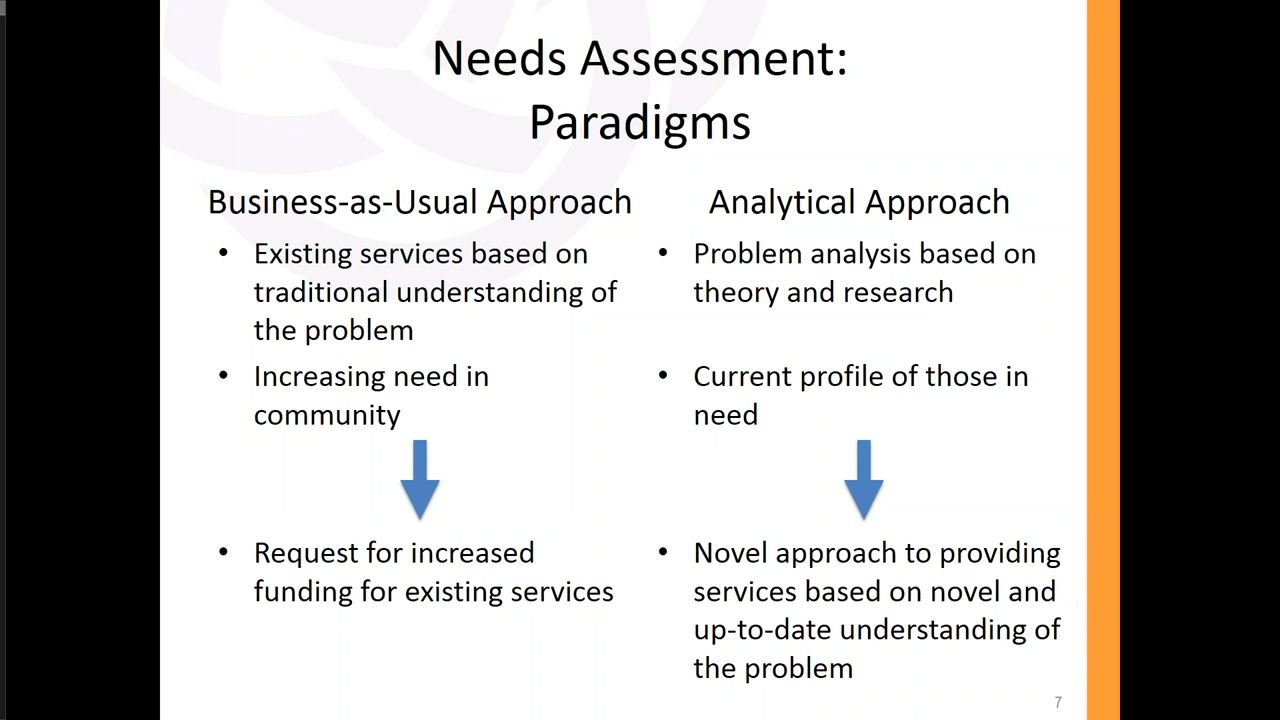 Needs Assessment:
Paradigms
Business-as-Usual Approach
• Existing services based on
traditional understanding of
the problem
• Increasing need in
community
• Request for increased
funding for existing services
Analytical Approach
• Problem analysis based on
theory and research
• Current profile of those in
need
• Novel approach to providing
services based on novel and
up-to-date understanding of
the problem
7